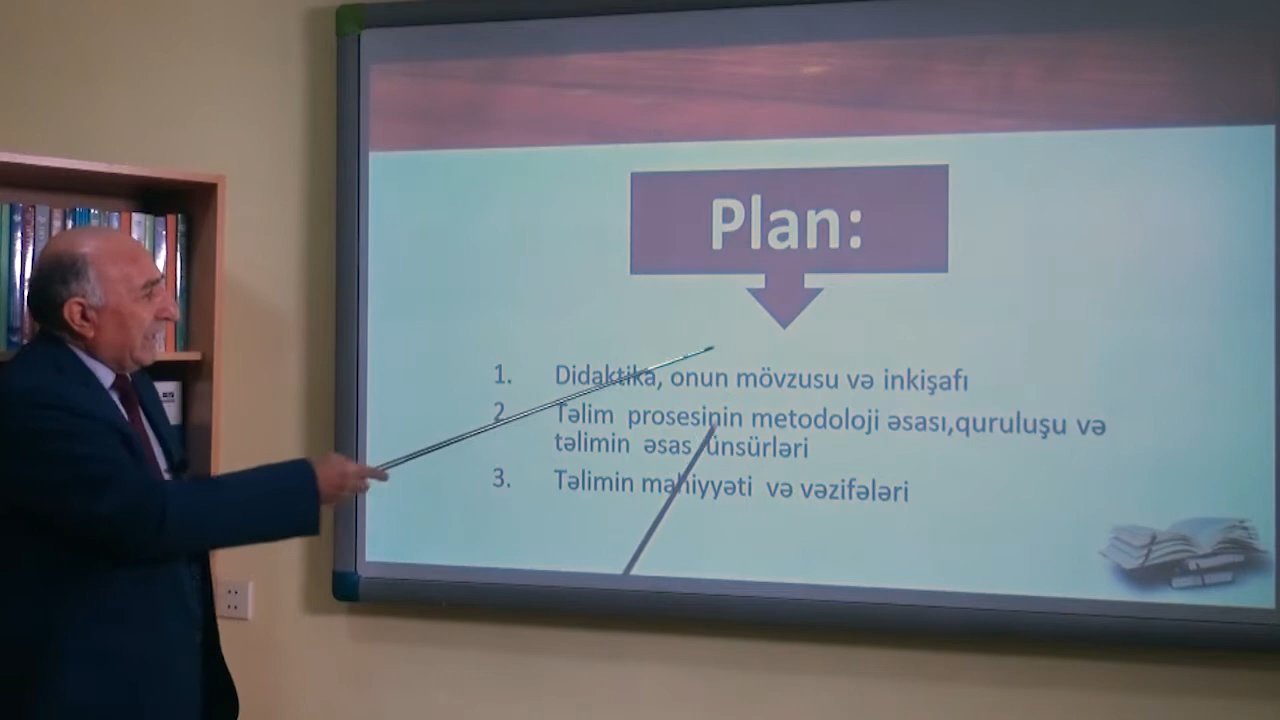 Plan:
1. Didaktika, onun mövzusu və inkişafı
2. Təlim prosesinin metodoloji əsası,quruluşu və
təlimin əsas ünsürləri
3. Təlimin mahiyyəti və vəzifələri